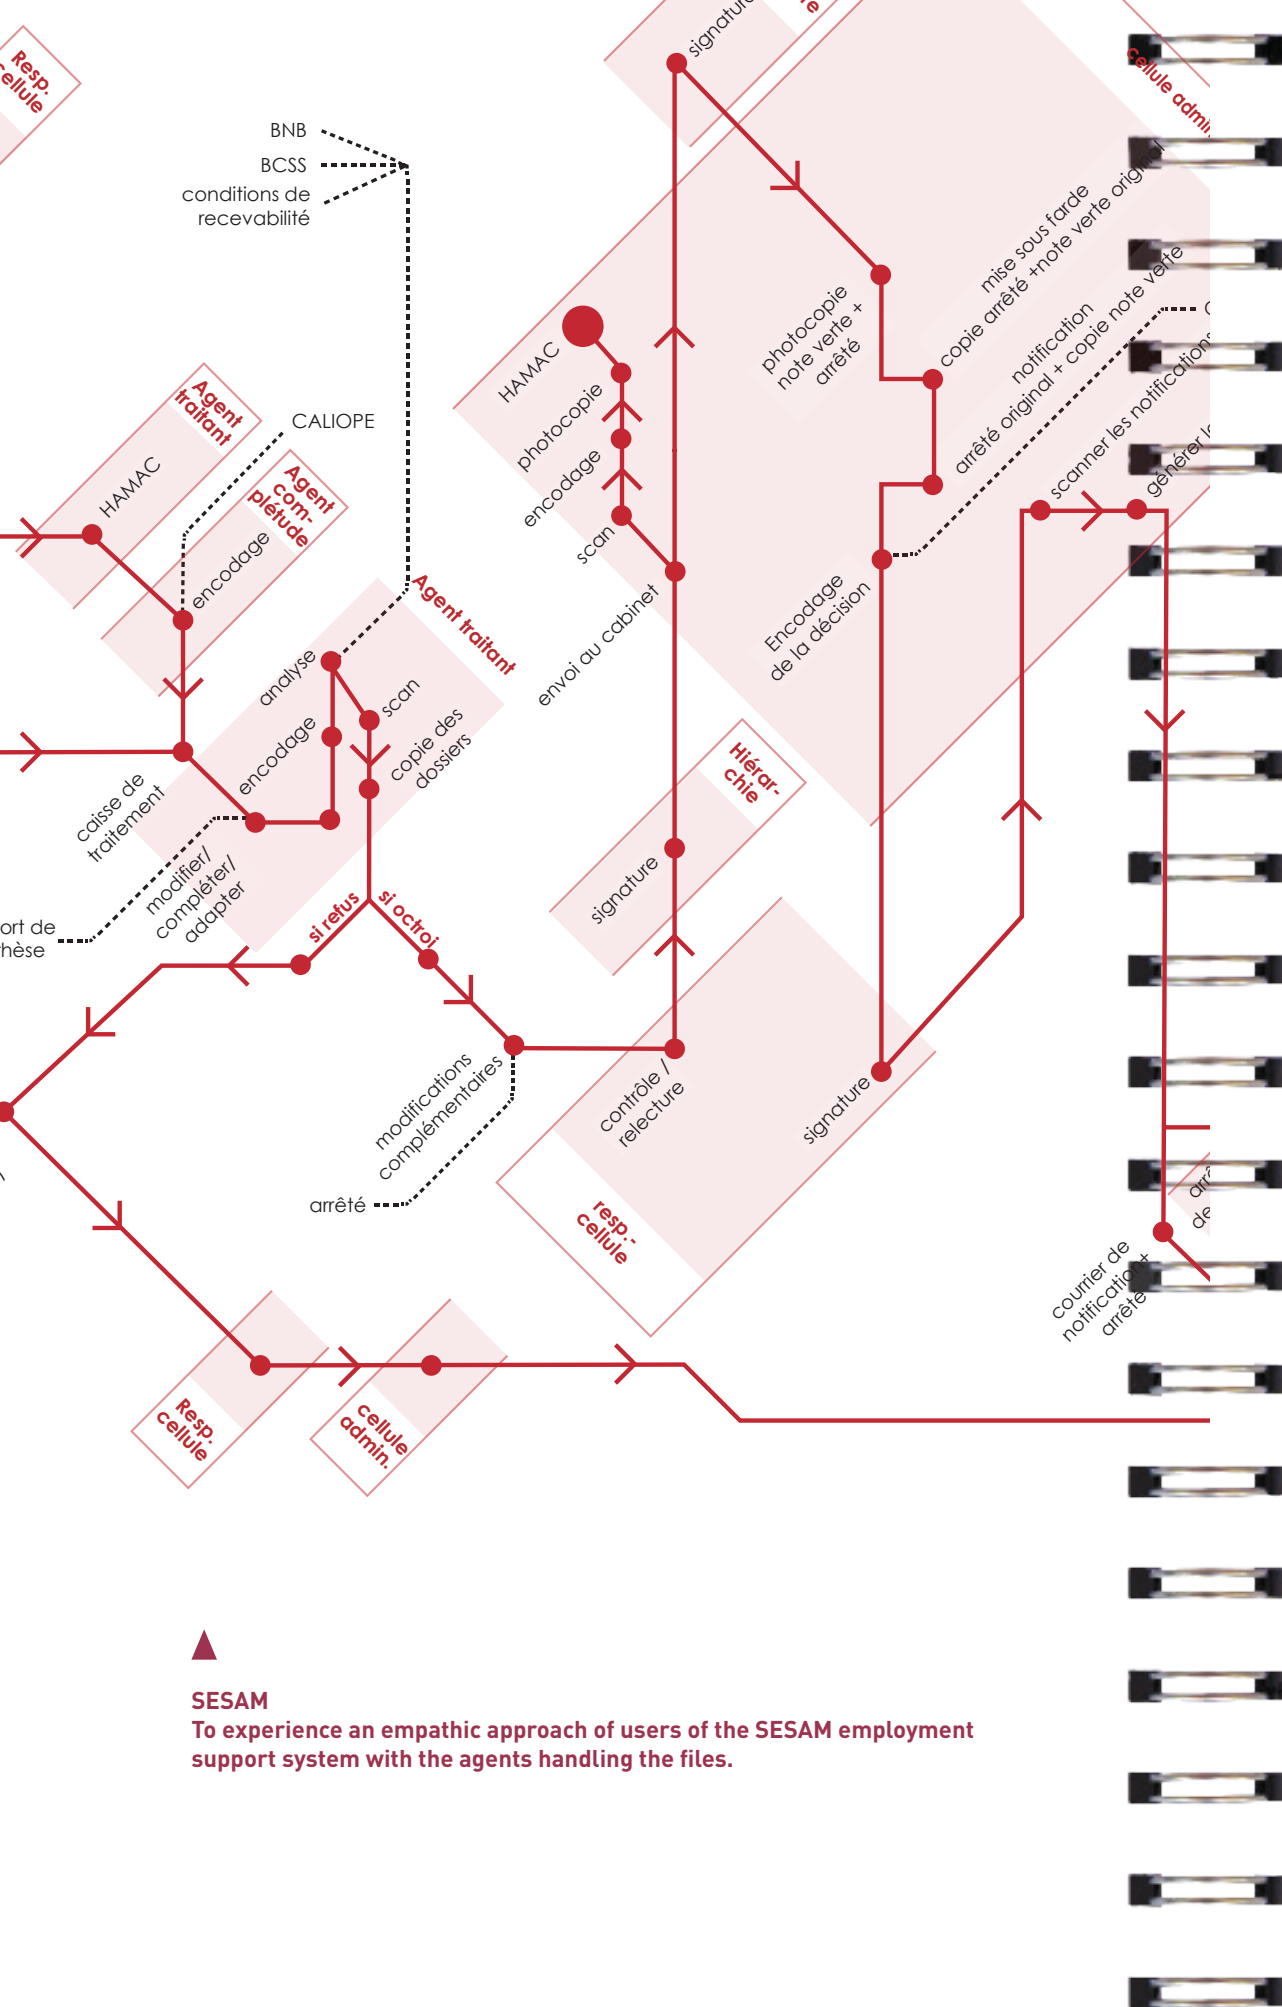 Resp.
cellule
signature
cellule admin.
BNB
BCSS
conditions de
recevabilité
mise sous farde
copie arrêté +note verte original
photocopie
note verte +
arrêté
notification
arrêté original + copie note verte
HAMAC
photocopie
encodage
scan
envoi au cabinet
Agent
traitant
HAMAC
CALIOPE
Agent
com-
plétude
encodage
scanner les notifications
générer
Encodage
de la décision
Agent traitant
analyse
encodage
scan
copie des
dossiers
caisse de
traitement
modifier/
compléter/
adapter
Hiérar-
chie
signature
si refus
si octroi
modifications
complémentaires
arrêté
contrôle /
relecture
signature
resp.-
cellule
courrier de
notification+
arrêté
Resp.
cellule
cellule
admin.
SESAM
To experience an empathic approach of users of the SESAM employment
support system with the agents handling the files.